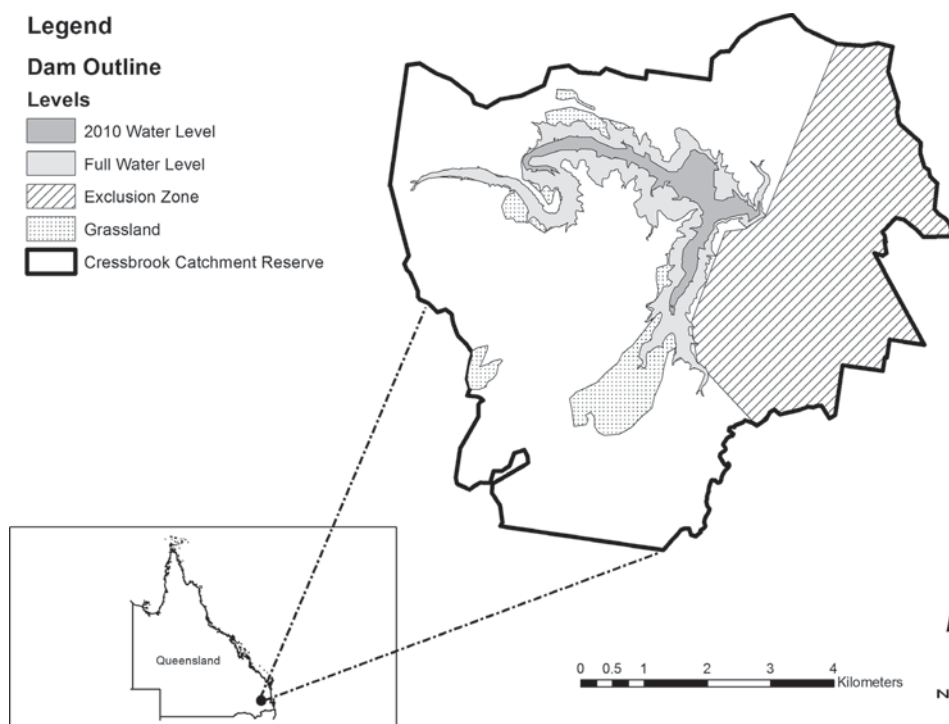 Legend
Dam Outline
Levels
2010 Water Level
Full Water Level
Exclusion Zone
Grassland
Cressbrook Catchment Reserve
Queensland
0 0.5 1 2 3 4
Kilometers
N